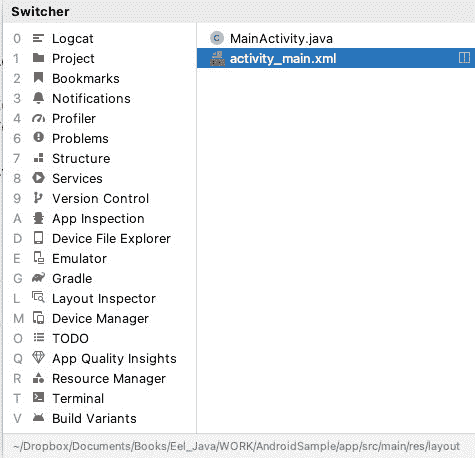 Switcher
0 Logcat
1 Project
2 Bookmarks
3 Notifications
4 Profiler
6 Problems
7 Structure
8 Services
9 Version Control
A App Inspection
D Device File Explorer
E Emulator
G Gradle
L Layout Inspector
M Device Manager
O TODO
Q App Quality Insights
R Resource Manager
T Terminal
V Build Variants
MainActivity.java
activity_main.xml
~/Dropbox/Documents/Books/Eel_Java/WORK/AndroidSample/app/src/main/res/layout